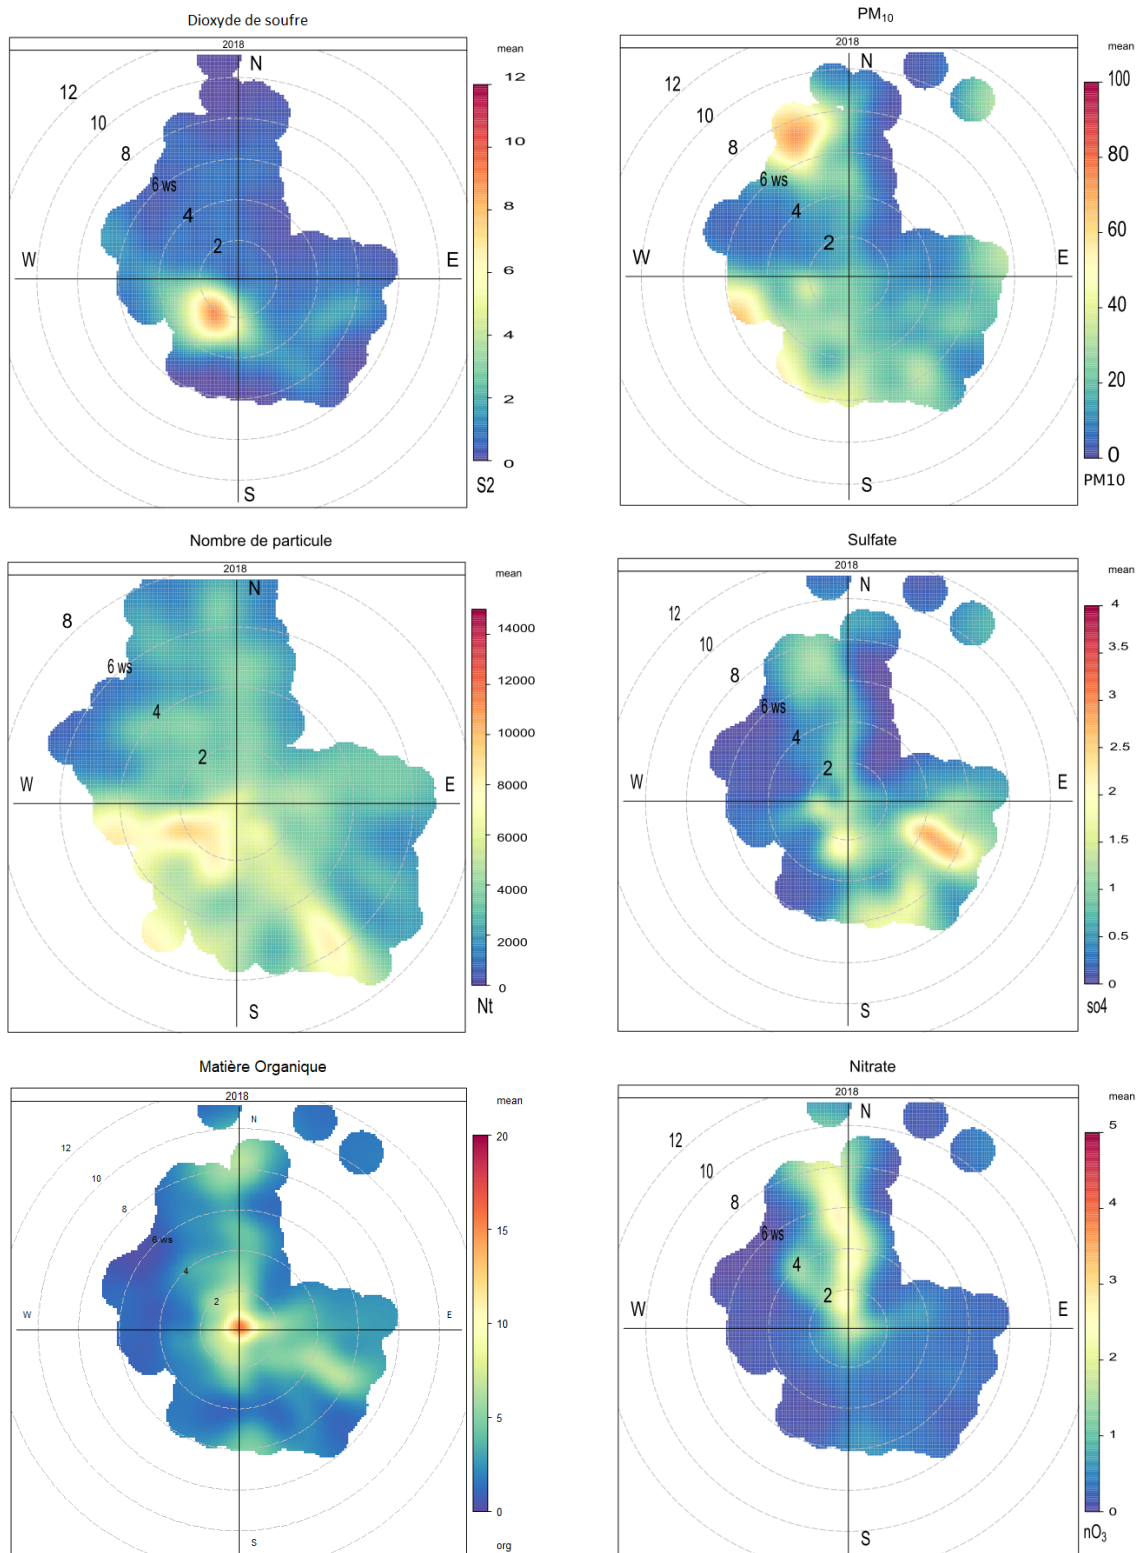 Dioxyde de soufre
2018
mean
N
12
10
8
6 ws
4
2
W
E
S
12
10
8
6
4
2
0
S2
PM₁₀
2018
mean
N
12
10
8
6 ws
4
2
W
E
S
100
80
60
40
20
0
PM10
Nombre de particule
2018
mean
N
8
6 ws
4
2
W
E
S
14000
12000
10000
8000
6000
4000
2000
0
Nt
Sulfate
2018
mean
N
12
10
8
6 ws
4
2
W
E
S
4
3.5
3
2.5
2
1.5
1
0.5
0
so4
Matière Organique
2018
mean
N
12
10
8
6 ws
4
2
W
E
S
20
15
10
5
0
org
Nitrate
2018
mean
N
12
10
8
6 ws
4
2
W
E
S
5
4
3
2
1
0
nO₃